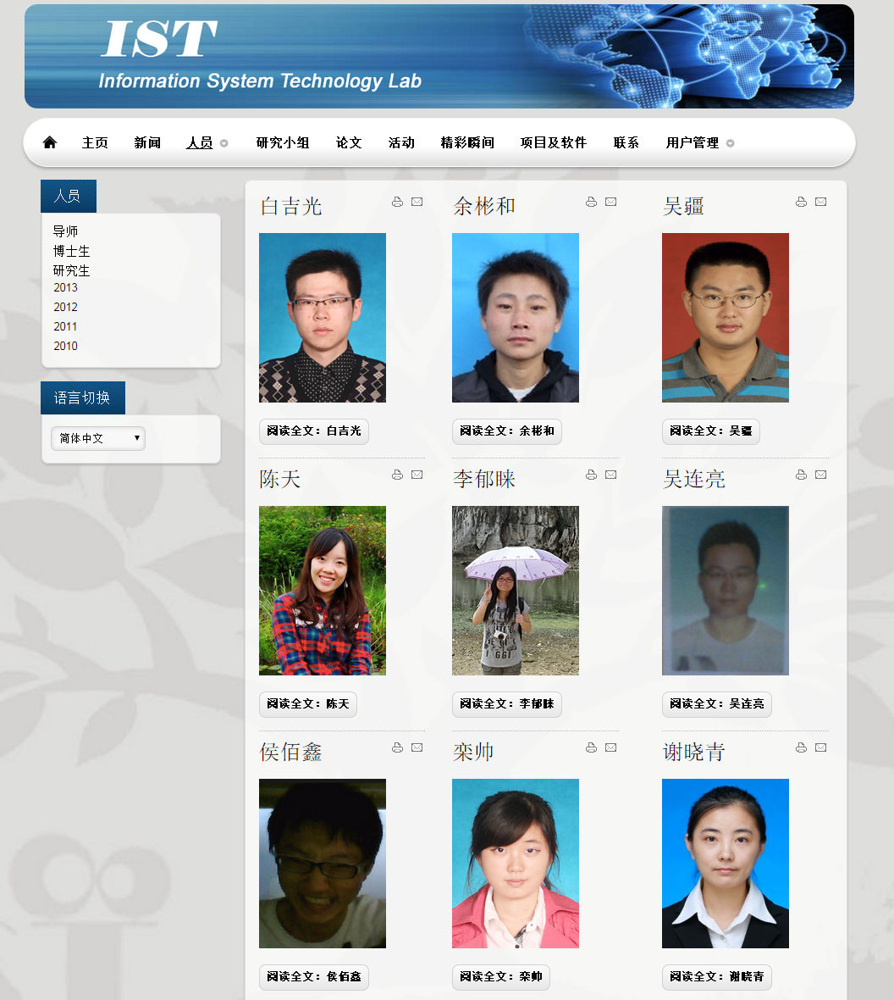 IST
Information System Technology Lab
主页 新闻 人员 研究小组 论文 活动 精彩瞬间 项目及软件 联系 用户管理
人员
导师
博士生
研究生
2013
2012
2011
2010
语言切换
简体中文
白吉光 余彬和 吴疆
阅读全文：白吉光 阅读全文：余彬和 阅读全文：吴疆
陈天 李郁睐 吴连亮
阅读全文：陈天 阅读全文：李郁睐 阅读全文：吴连亮
侯佰鑫 栾帅 谢晓青
阅读全文：侯佰鑫 阅读全文：栾帅 阅读全文：谢晓青